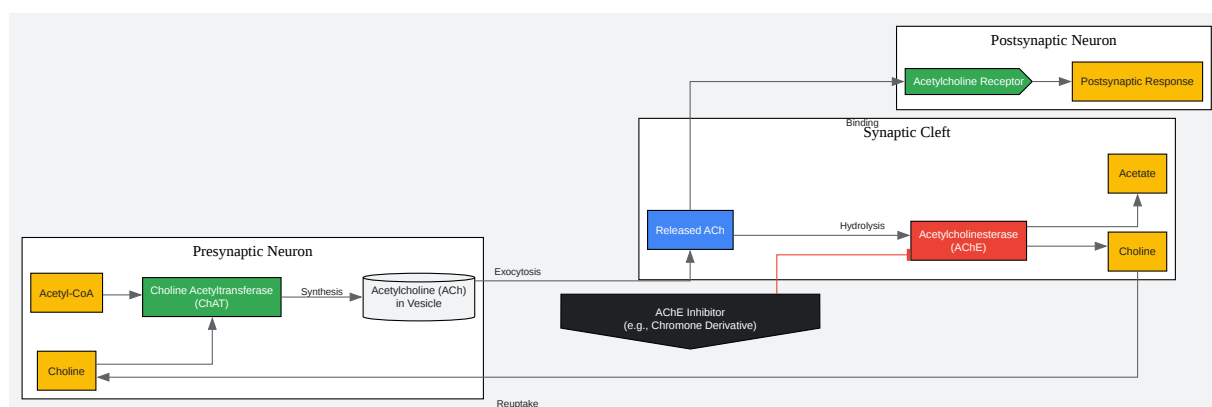 Postsynaptic Neuron
Acetylcholine Receptor
Postsynaptic Response
Binding
Synaptic Cleft
Acetate
Released ACh
Hydrolysis
Acetylcholinesterase
(AChE)
Choline
Presynaptic Neuron
Acetyl-CoA
Choline Acetyltransferase
(ChAT)
Synthesis
Acetylcholine (ACh)
in Vesicle
Exocytosis
AChE Inhibitor
(e.g., Chromone Derivative)
Choline
Reuptake